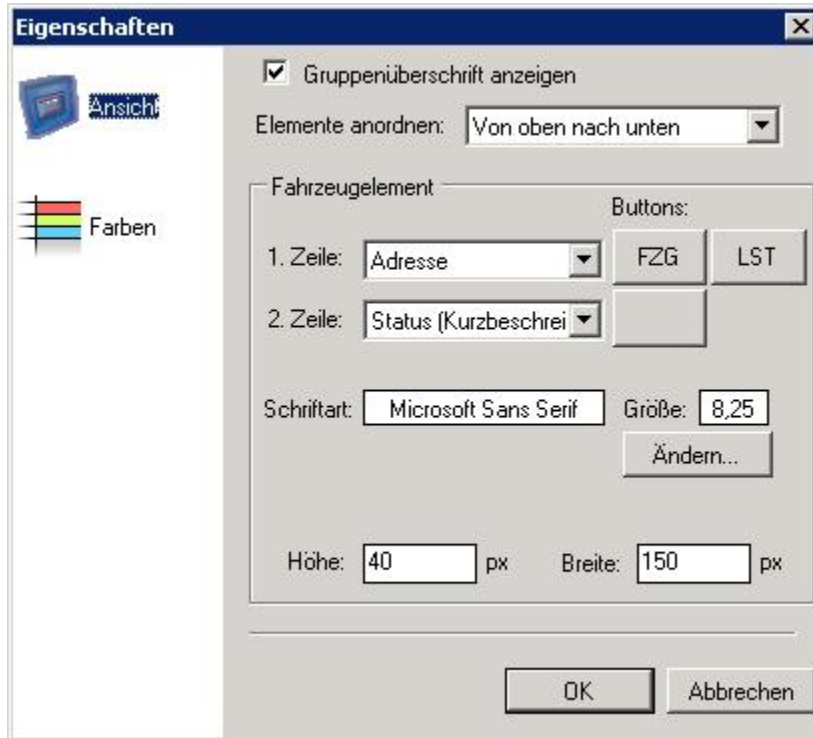 Eigenschaften
Ansicht
Farben
Gruppenüberschrift anzeigen
Elemente anordnen: Von oben nach unten
Fahrzeugelement
Buttons:
1. Zeile: Adresse FZG LST
2. Zeile: Status (Kurzbeschrei
Schriftart: Microsoft Sans Serif Größe: 8,25
Ändern...
Höhe: 40 px Breite: 150 px
OK Abbrechen